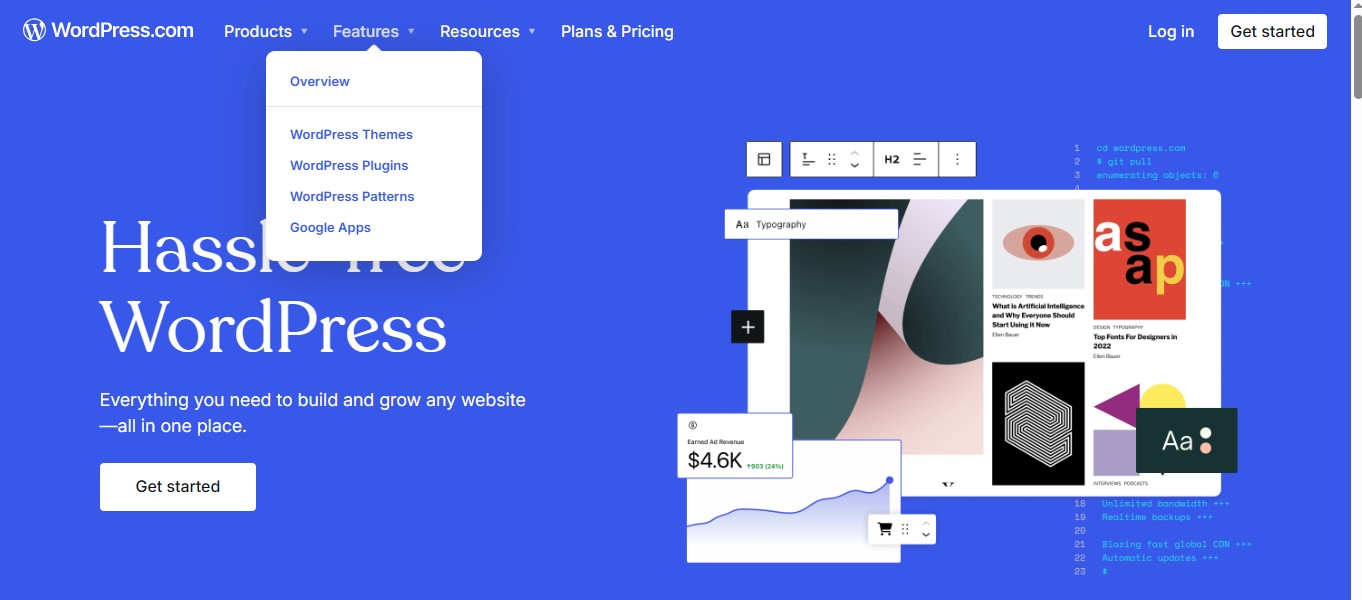 WordPress.com
Products
Features
Resources
Plans & Pricing
Log in
Get started
Overview
WordPress Themes
WordPress Plugins
WordPress Patterns
Google Apps
WordPress
Everything you need to build and grow any website
—all in one place.
Get started
H2
1 cd wordpress.com
2 $ git pull
3 enumerating objects: 6
Aa Typography
TECHNOLOGY TRENDS
What is Artificial Intelligence
and Why Everyone Should
Start Using it Now
Ellen Bauer
as
ap
DESIGN TYPOGRAPHY
Top Fonts For Designers in
2022
Ellen Bauer
Aa
INTERVIEWS PODCASTS
Earned Ad Revenue
$4.6K ↑903 (24%)
18 Unlimited bandwidth +++
19 Realtime backups +++
20
21 Blazing fast global CDN +++
22 Automatic updates +++
23 $